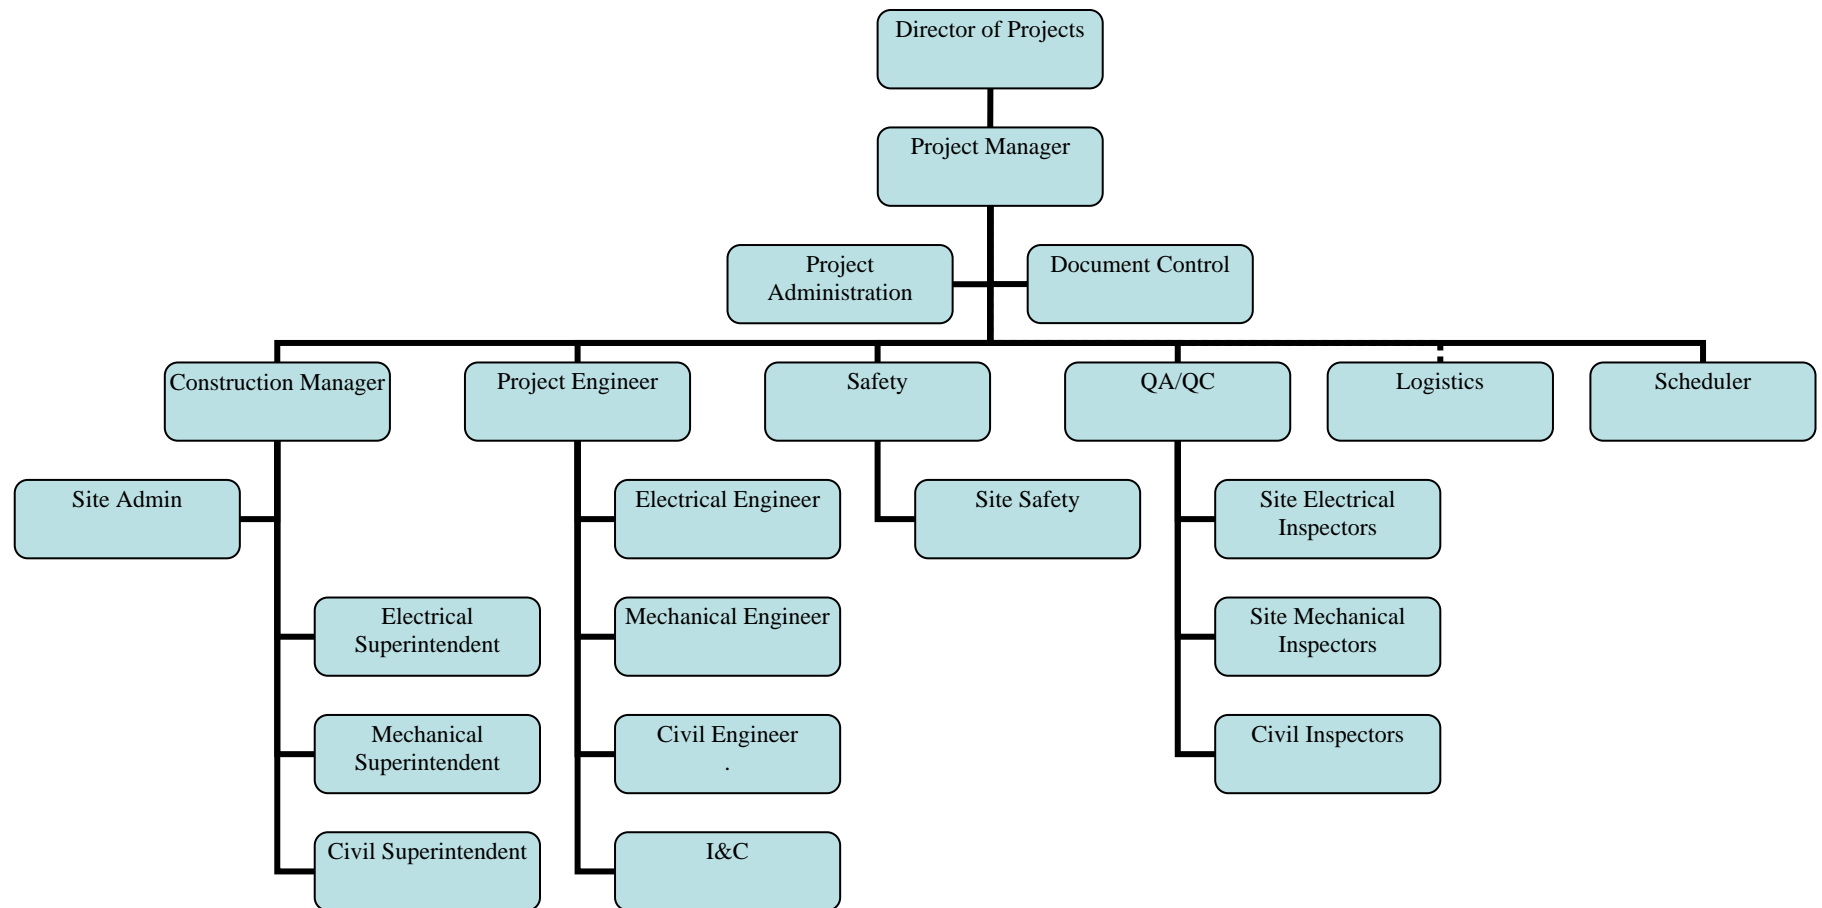 Director of Projects
Project Manager
Project
Administration
Document Control
Construction Manager
Project Engineer
Safety
QA/QC
Logistics
Scheduler
Site Admin
Electrical Engineer
Site Safety
Site Electrical
Inspectors
Electrical
Superintendent
Mechanical Engineer
Site Mechanical
Inspectors
Mechanical
Superintendent
Civil Engineer
.
Civil Inspectors
Civil Superintendent
I&C